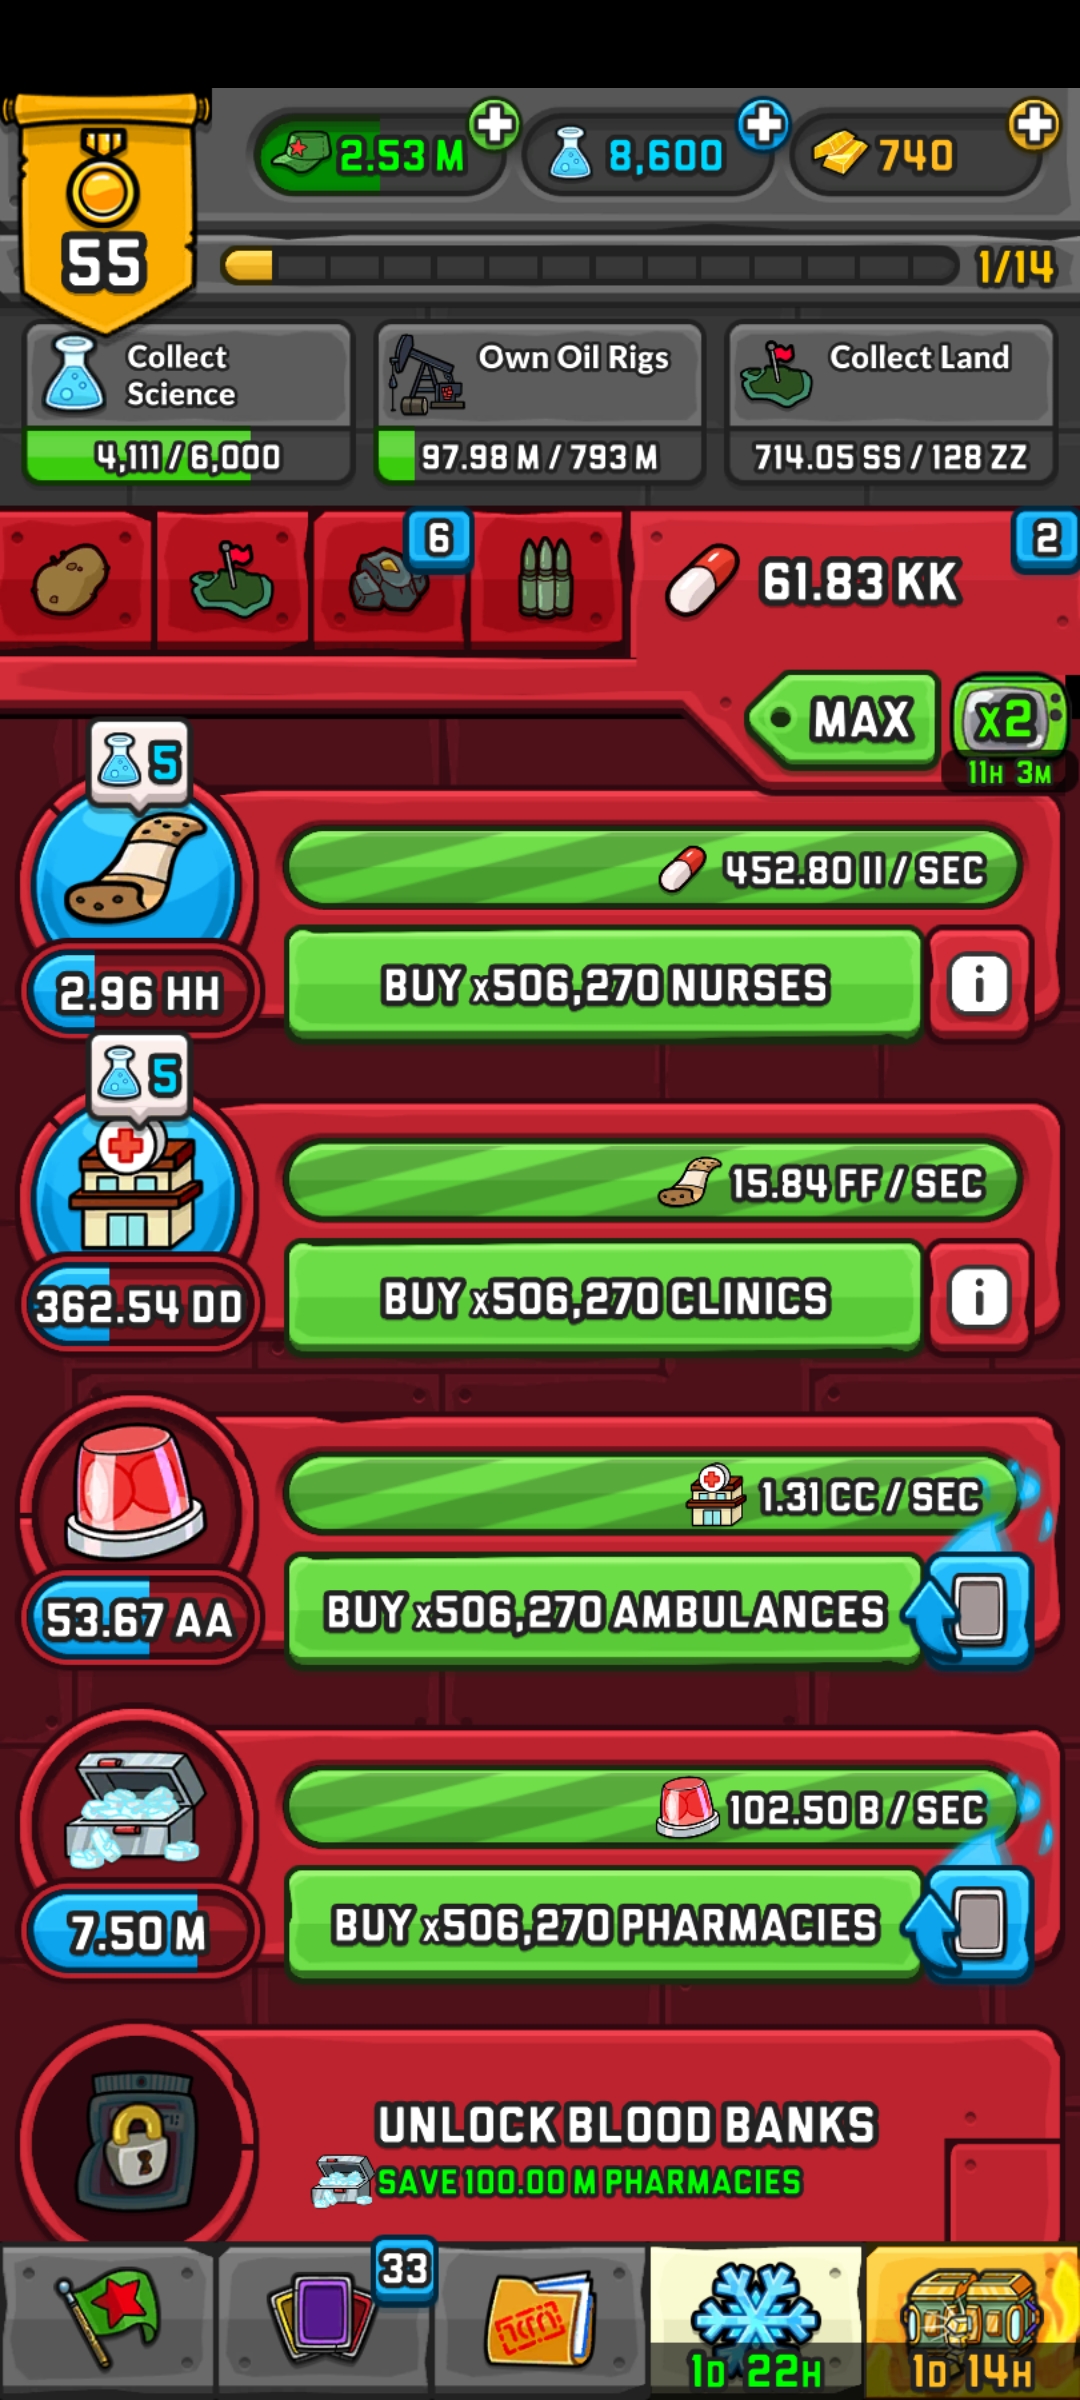 55
2.53 M
8,600
740
1/14
Collect
Science
4,111 / 6,000
Own Oil Rigs
97.98 M / 793 M
Collect Land
714.05 SS / 128 ZZ
6
2
61.83 KK
MAX
x2
11H 3M
5
452.80 II / SEC
2.96 HH
BUY x506,270 NURSES
i
5
15.84 FF / SEC
362.54 DD
BUY x506,270 CLINICS
i
1.31 CC / SEC
53.67 AA
BUY x506,270 AMBULANCES
102.50 B / SEC
7.50 M
BUY x506,270 PHARMACIES
UNLOCK BLOOD BANKS
SAVE 100.00 M PHARMACIES
33
1D 22H
1D 14H